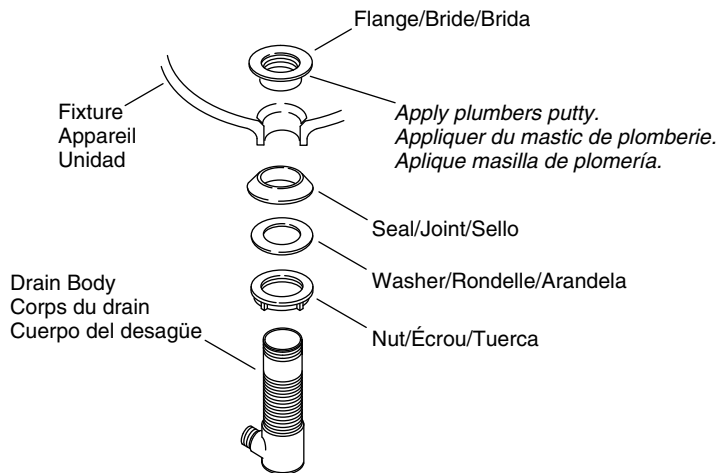 Flange/Bride/Brida
Fixture
Appareil
Unidad
Apply plumbers putty.
Appliquer du mastic de plomberie.
Aplique masilla de plomería.
Seal/Joint/Sello
Washer/Rondelle/Arandela
Drain Body
Corps du drain
Cuerpo del desagüe
Nut/Écrou/Tuerca